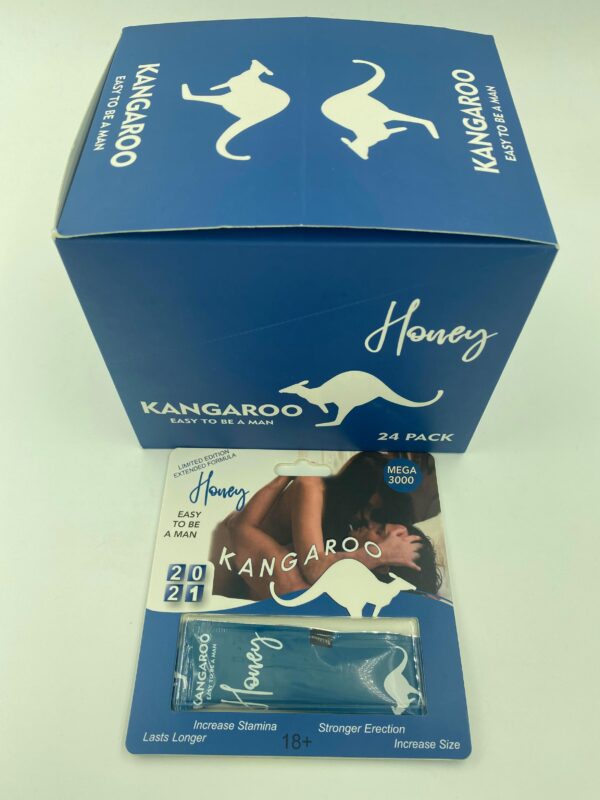 KANGAROO
EASY TO BE A MAN
KANGAROO
EASY TO BE A MAN
Honey
KANGAROO
EASY TO BE A MAN
24 PACK
LIMITED EDITION
EXTENDED FORMULA
Honey
MEGA
3000
EASY
TO BE
A MAN
KANGAROO
20
21
KANGAROO
EASY TO BE A MAN
Honey
Increase Stamina
Stronger Erection
Lasts Longer
18+
Increase Size